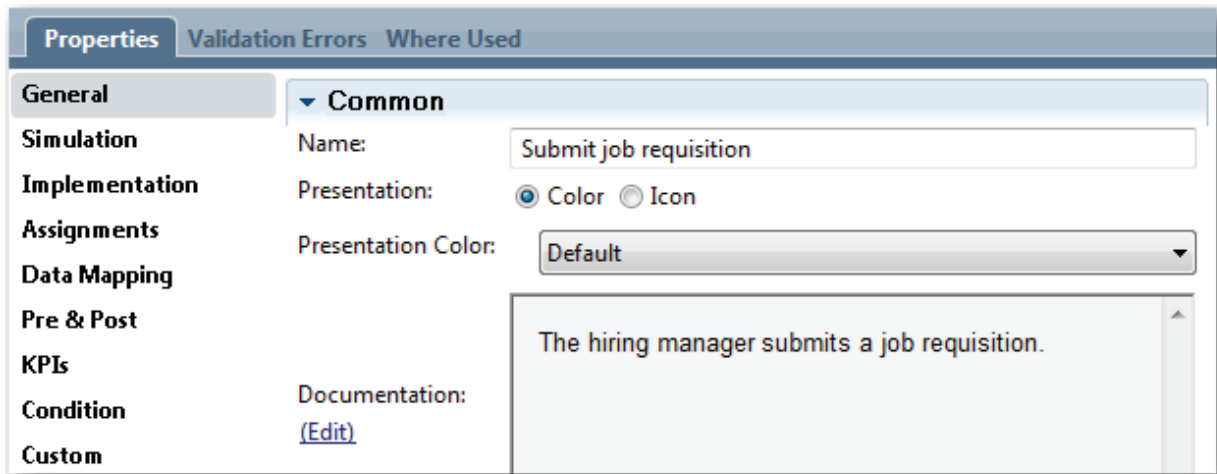 Properties Validation Errors Where Used
General
Simulation
Implementation
Assignments
Data Mapping
Pre & Post
KPIs
Condition
Custom
Common
Name: Submit job requisition
Presentation: Color Icon
Presentation Color: Default
The hiring manager submits a job requisition.
Documentation:
(Edit)